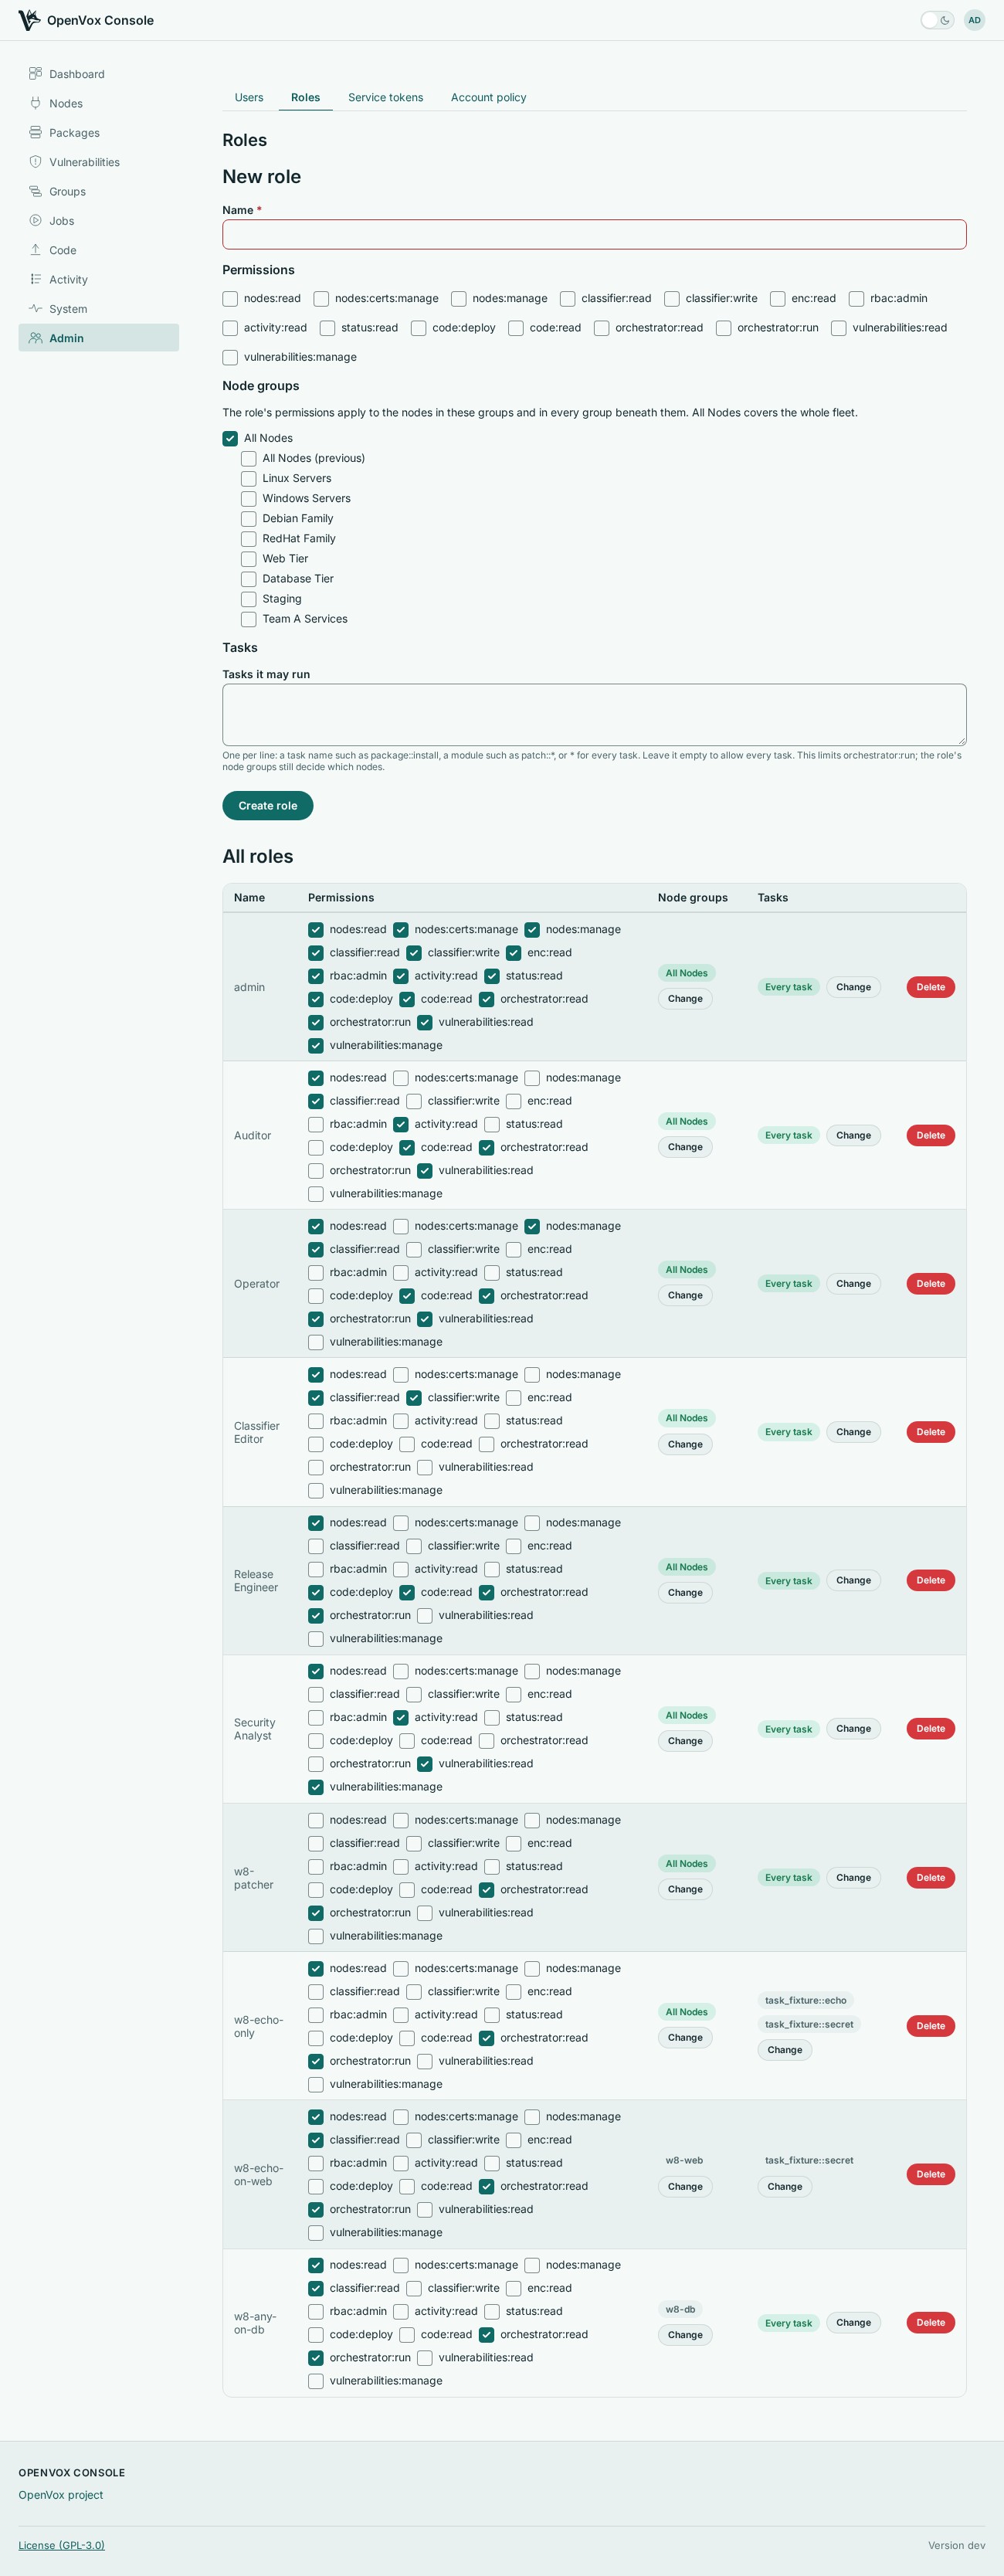 OpenVox Console
AD
Dashboard
Nodes
Packages
Vulnerabilities
Groups
Jobs
Code
Activity
System
Admin
Users Roles Service tokens Account policy
Roles
New role
Name *
Permissions
nodes:read nodes:certs:manage nodes:manage classifier:read classifier:write enc:read rbac:admin
activity:read status:read code:deploy code:read orchestrator:read orchestrator:run vulnerabilities:read
vulnerabilities:manage
Node groups
The role's permissions apply to the nodes in these groups and in every group beneath them. All Nodes covers the whole fleet.
All Nodes
All Nodes (previous)
Linux Servers
Windows Servers
Debian Family
RedHat Family
Web Tier
Database Tier
Staging
Team A Services
Tasks
Tasks it may run
One per line: a task name such as package::install, a module such as patch::*, or * for every task. Leave it empty to allow every task. This limits orchestrator:run; the role's
node groups still decide which nodes.
Create role
All roles
Name Permissions Node groups Tasks
admin
nodes:read nodes:certs:manage nodes:manage
classifier:read classifier:write enc:read
rbac:admin activity:read status:read
code:deploy code:read orchestrator:read
orchestrator:run vulnerabilities:read
vulnerabilities:manage
All Nodes
Change
Every task Change
Delete
Auditor
nodes:read nodes:certs:manage nodes:manage
classifier:read classifier:write enc:read
rbac:admin activity:read status:read
code:deploy code:read orchestrator:read
orchestrator:run vulnerabilities:read
vulnerabilities:manage
All Nodes
Change
Every task Change
Delete
Operator
nodes:read nodes:certs:manage nodes:manage
classifier:read classifier:write enc:read
rbac:admin activity:read status:read
code:deploy code:read orchestrator:read
orchestrator:run vulnerabilities:read
vulnerabilities:manage
All Nodes
Change
Every task Change
Delete
Classifier
Editor
nodes:read nodes:certs:manage nodes:manage
classifier:read classifier:write enc:read
rbac:admin activity:read status:read
code:deploy code:read orchestrator:read
orchestrator:run vulnerabilities:read
vulnerabilities:manage
All Nodes
Change
Every task Change
Delete
Release
Engineer
nodes:read nodes:certs:manage nodes:manage
classifier:read classifier:write enc:read
rbac:admin activity:read status:read
code:deploy code:read orchestrator:read
orchestrator:run vulnerabilities:read
vulnerabilities:manage
All Nodes
Change
Every task Change
Delete
Security
Analyst
nodes:read nodes:certs:manage nodes:manage
classifier:read classifier:write enc:read
rbac:admin activity:read status:read
code:deploy code:read orchestrator:read
orchestrator:run vulnerabilities:read
vulnerabilities:manage
All Nodes
Change
Every task Change
Delete
w8-
patcher
nodes:read nodes:certs:manage nodes:manage
classifier:read classifier:write enc:read
rbac:admin activity:read status:read
code:deploy code:read orchestrator:read
orchestrator:run vulnerabilities:read
vulnerabilities:manage
All Nodes
Change
Every task Change
Delete
w8-echo-
only
nodes:read nodes:certs:manage nodes:manage
classifier:read classifier:write enc:read
rbac:admin activity:read status:read
code:deploy code:read orchestrator:read
orchestrator:run vulnerabilities:read
vulnerabilities:manage
All Nodes
Change
task_fixture::echo
task_fixture::secret
Change
Delete
w8-echo-
on-web
nodes:read nodes:certs:manage nodes:manage
classifier:read classifier:write enc:read
rbac:admin activity:read status:read
code:deploy code:read orchestrator:read
orchestrator:run vulnerabilities:read
vulnerabilities:manage
w8-web
Change
task_fixture::secret
Change
Delete
w8-any-
on-db
nodes:read nodes:certs:manage nodes:manage
classifier:read classifier:write enc:read
rbac:admin activity:read status:read
code:deploy code:read orchestrator:read
orchestrator:run vulnerabilities:read
vulnerabilities:manage
w8-db
Change
Every task Change
Delete
OPENVOX CONSOLE
OpenVox project
License (GPL-3.0)
Version dev